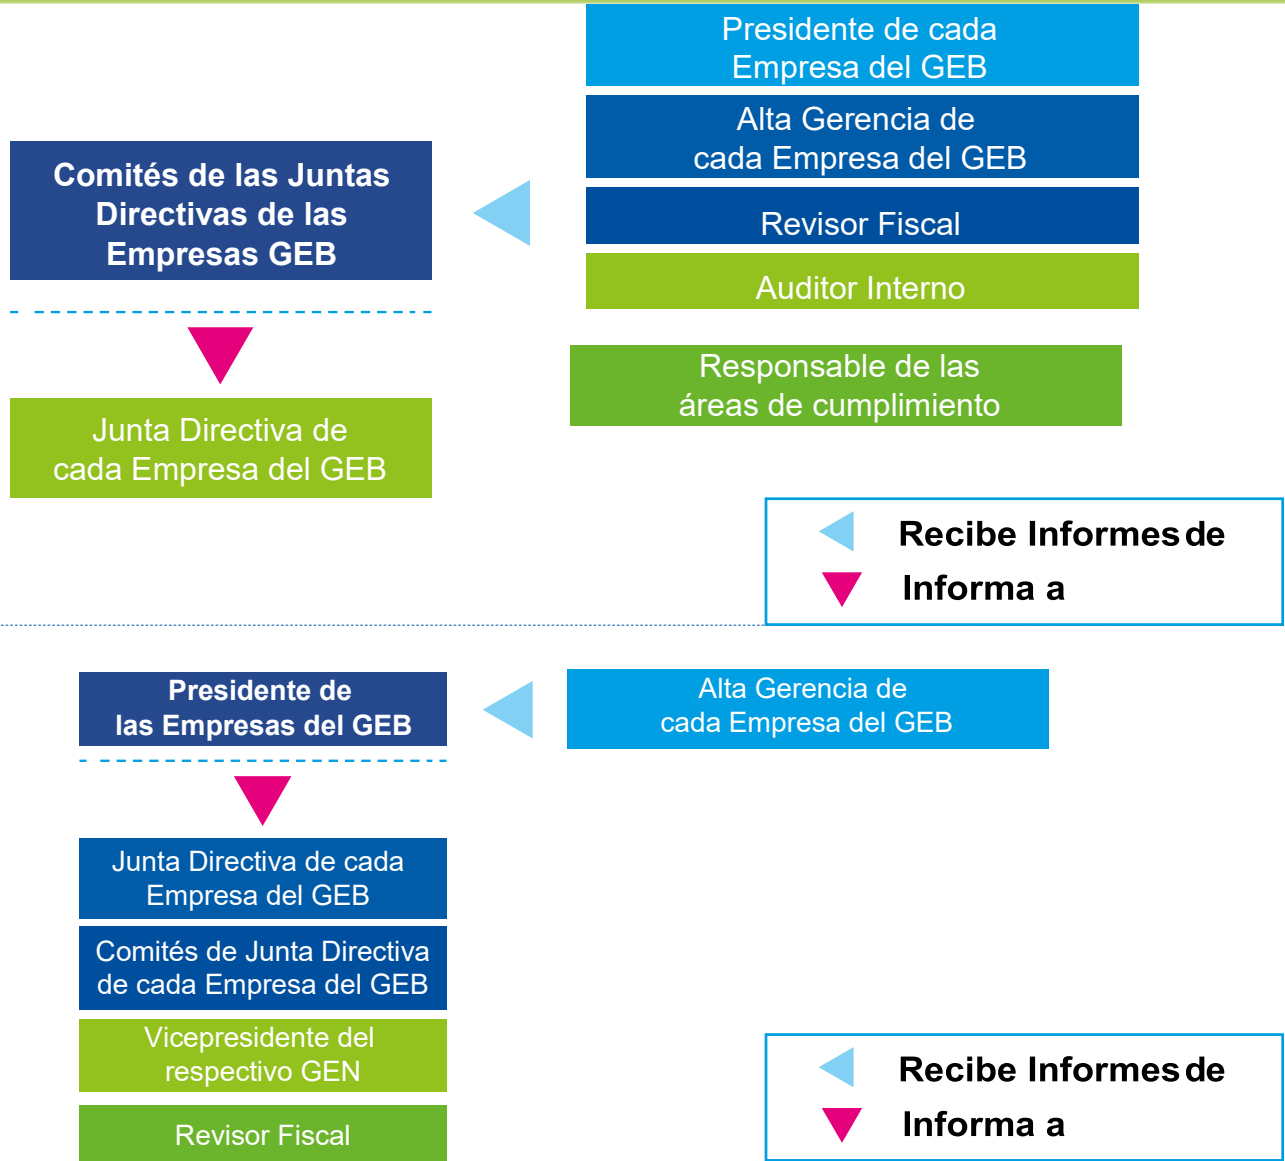 Presidente de cada
Empresa del GEB
Alta Gerencia de
cada Empresa del GEB
Revisor Fiscal
Auditor Interno
Responsable de las
áreas de cumplimiento
Comités de las Juntas
Directivas de las
Empresas GEB
Junta Directiva de
cada Empresa del GEB
Recibe Informes de
Informa a
Presidente de
las Empresas del GEB
Alta Gerencia de
cada Empresa del GEB
Junta Directiva de cada
Empresa del GEB
Comités de Junta Directiva
de cada Empresa del GEB
Vicepresidente del
respectivo GEN
Revisor Fiscal
Recibe Informes de
Informa a